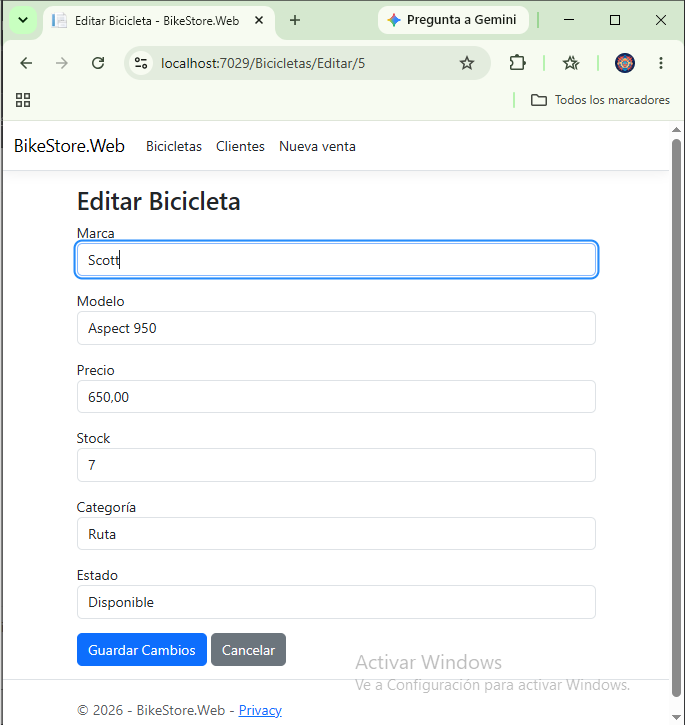 Editar Bicicleta - BikeStore.Web
Pregunta a Gemini
localhost:7029/Bicicletas/Editar/5
Todos los marcadores
BikeStore.Web Bicicletas Clientes Nueva venta
Editar Bicicleta
Marca
Scott
Modelo
Aspect 950
Precio
650,00
Stock
7
Categoría
Ruta
Estado
Disponible
Guardar Cambios Cancelar
Activar Windows
Ve a Configuración para activar Windows.
© 2026 - BikeStore.Web - Privacy